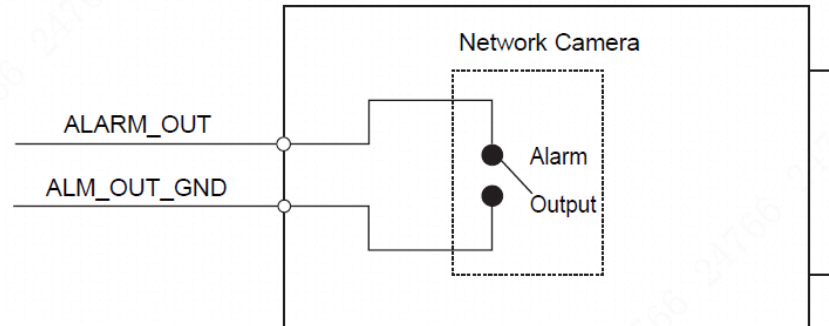 Network Camera
ALARM_OUT
Alarm
ALM_OUT_GND
Output